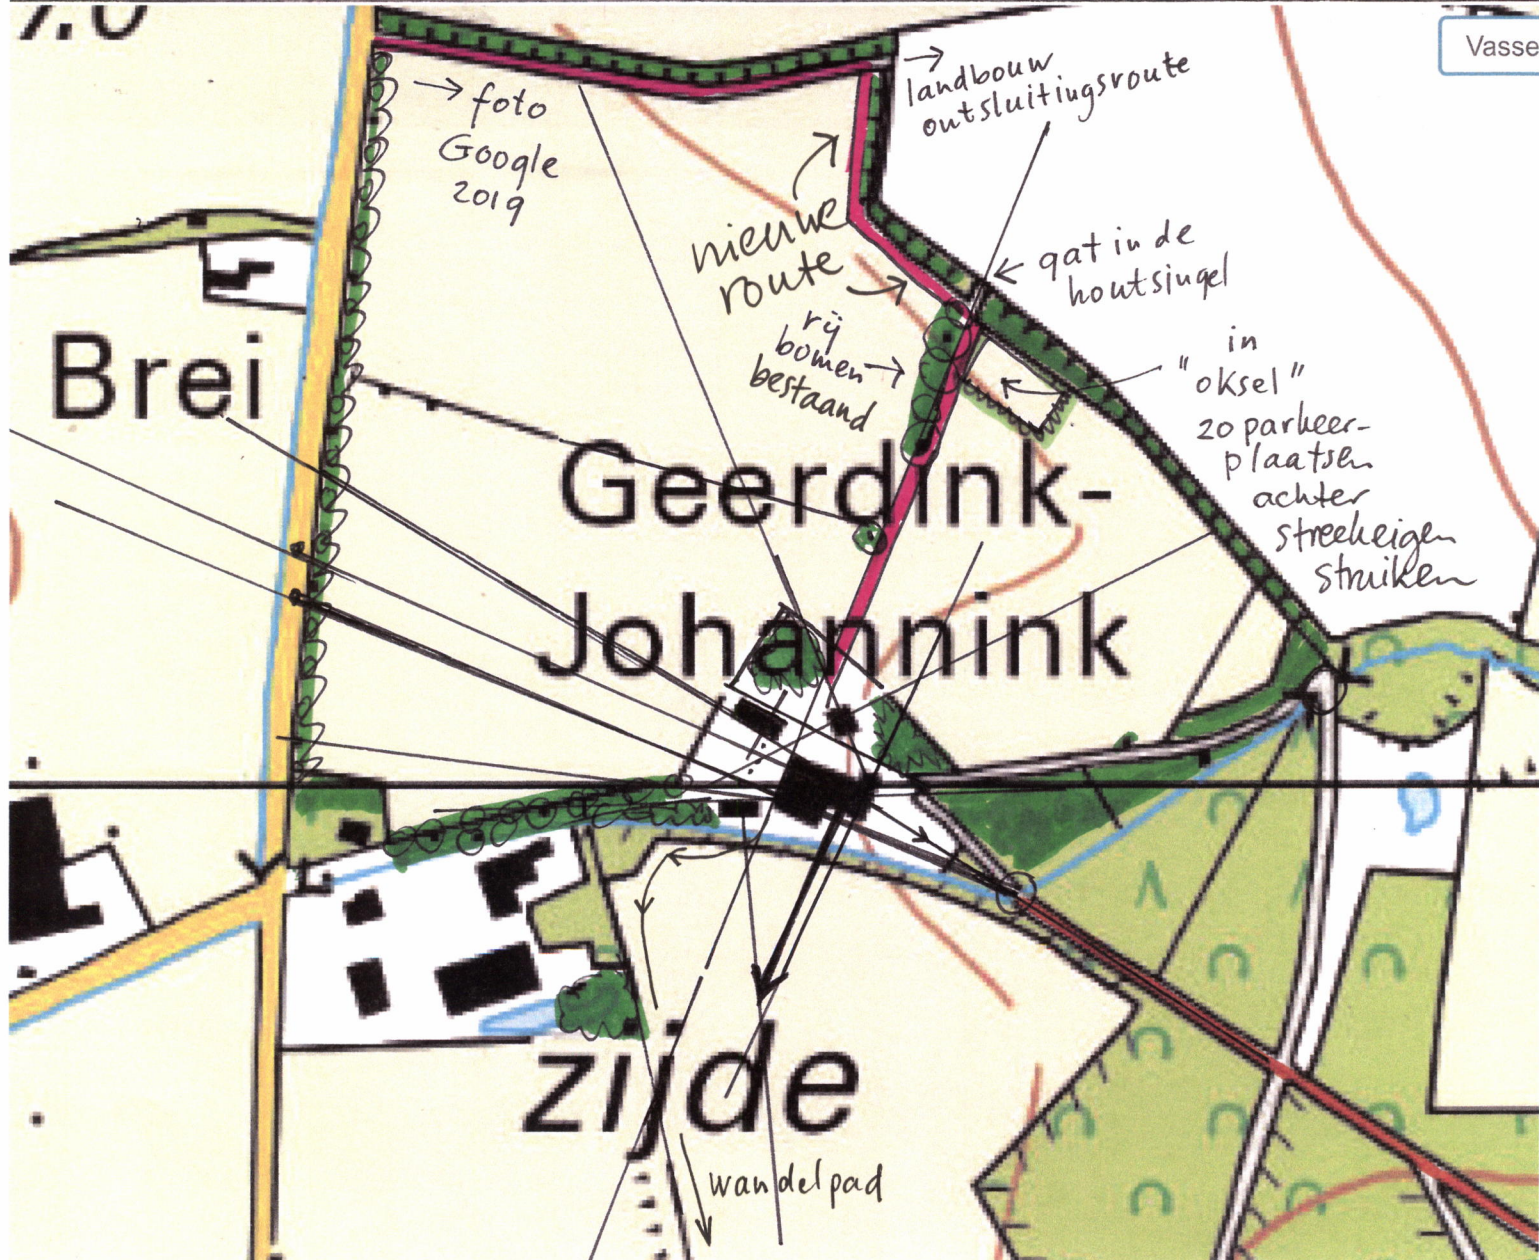 7.0
Vasse
→ landbouw
ontsluitingsroute
→ foto
Google
2019
nieuwe
route
← gat in de
houtsingel
rij
bomen →
bestaand
in
"oksel"
20 parkeer-
plaatsen
achter
streekeigen
struiken
Brei
Geerdink-
Johannink
zijde
wandelpad